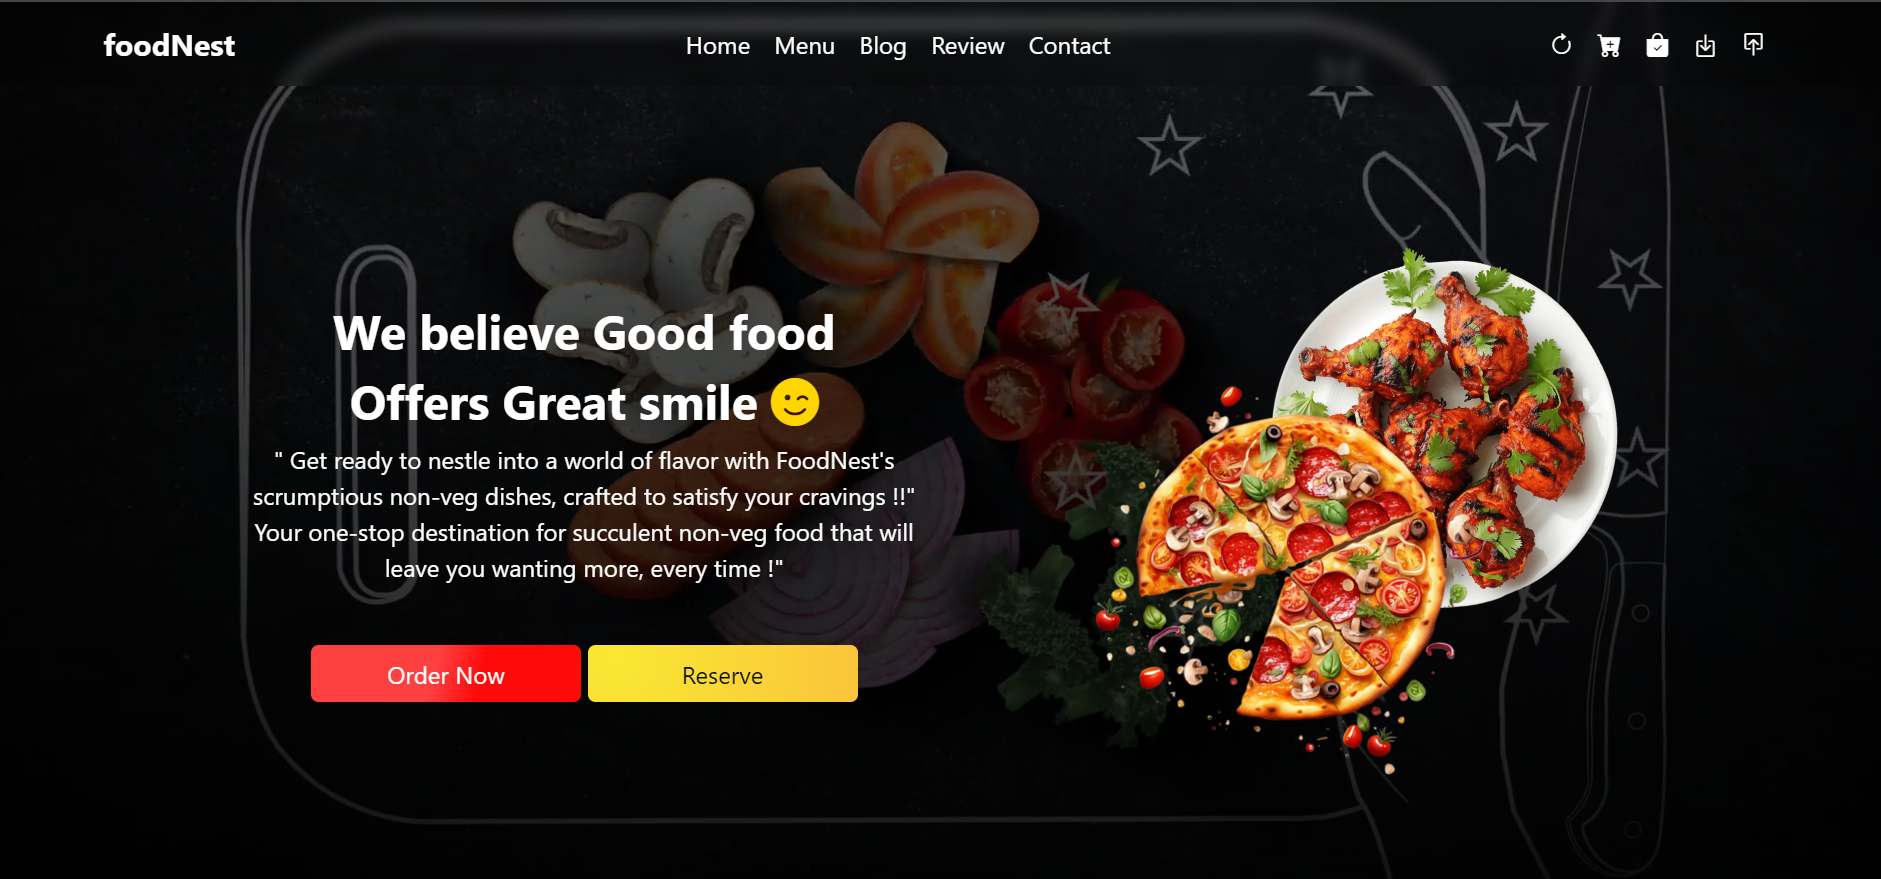 foodNest
Home Menu Blog Review Contact
We believe Good food
Offers Great smile 😉
" Get ready to nestle into a world of flavor with FoodNest's
scrumptious non-veg dishes, crafted to satisfy your cravings !!"
Your one-stop destination for succulent non-veg food that will
leave you wanting more, every time !"
Order Now
Reserve